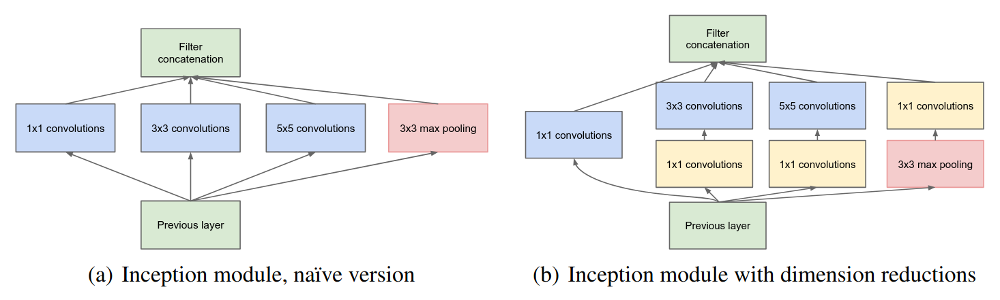 Filter
concatenation
1x1 convolutions
3x3 convolutions
5x5 convolutions
3x3 max pooling
Previous layer
(a) Inception module, naïve version
Filter
concatenation
3x3 convolutions
5x5 convolutions
1x1 convolutions
1x1 convolutions
1x1 convolutions
1x1 convolutions
3x3 max pooling
Previous layer
(b) Inception module with dimension reductions